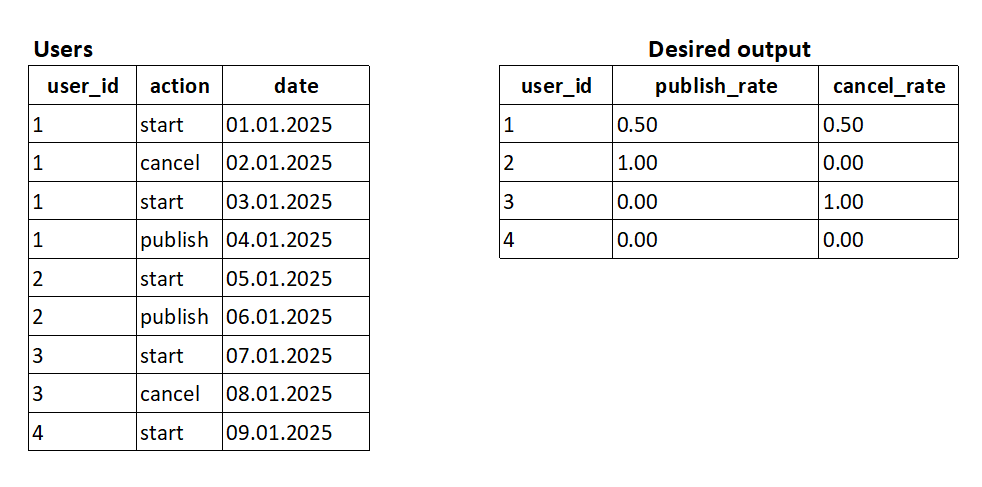 Users
user_id action date
1 start 01.01.2025
1 cancel 02.01.2025
1 start 03.01.2025
1 publish 04.01.2025
2 start 05.01.2025
2 publish 06.01.2025
3 start 07.01.2025
3 cancel 08.01.2025
4 start 09.01.2025
Desired output
user_id publish_rate cancel_rate
1 0.50 0.50
2 1.00 0.00
3 0.00 1.00
4 0.00 0.00